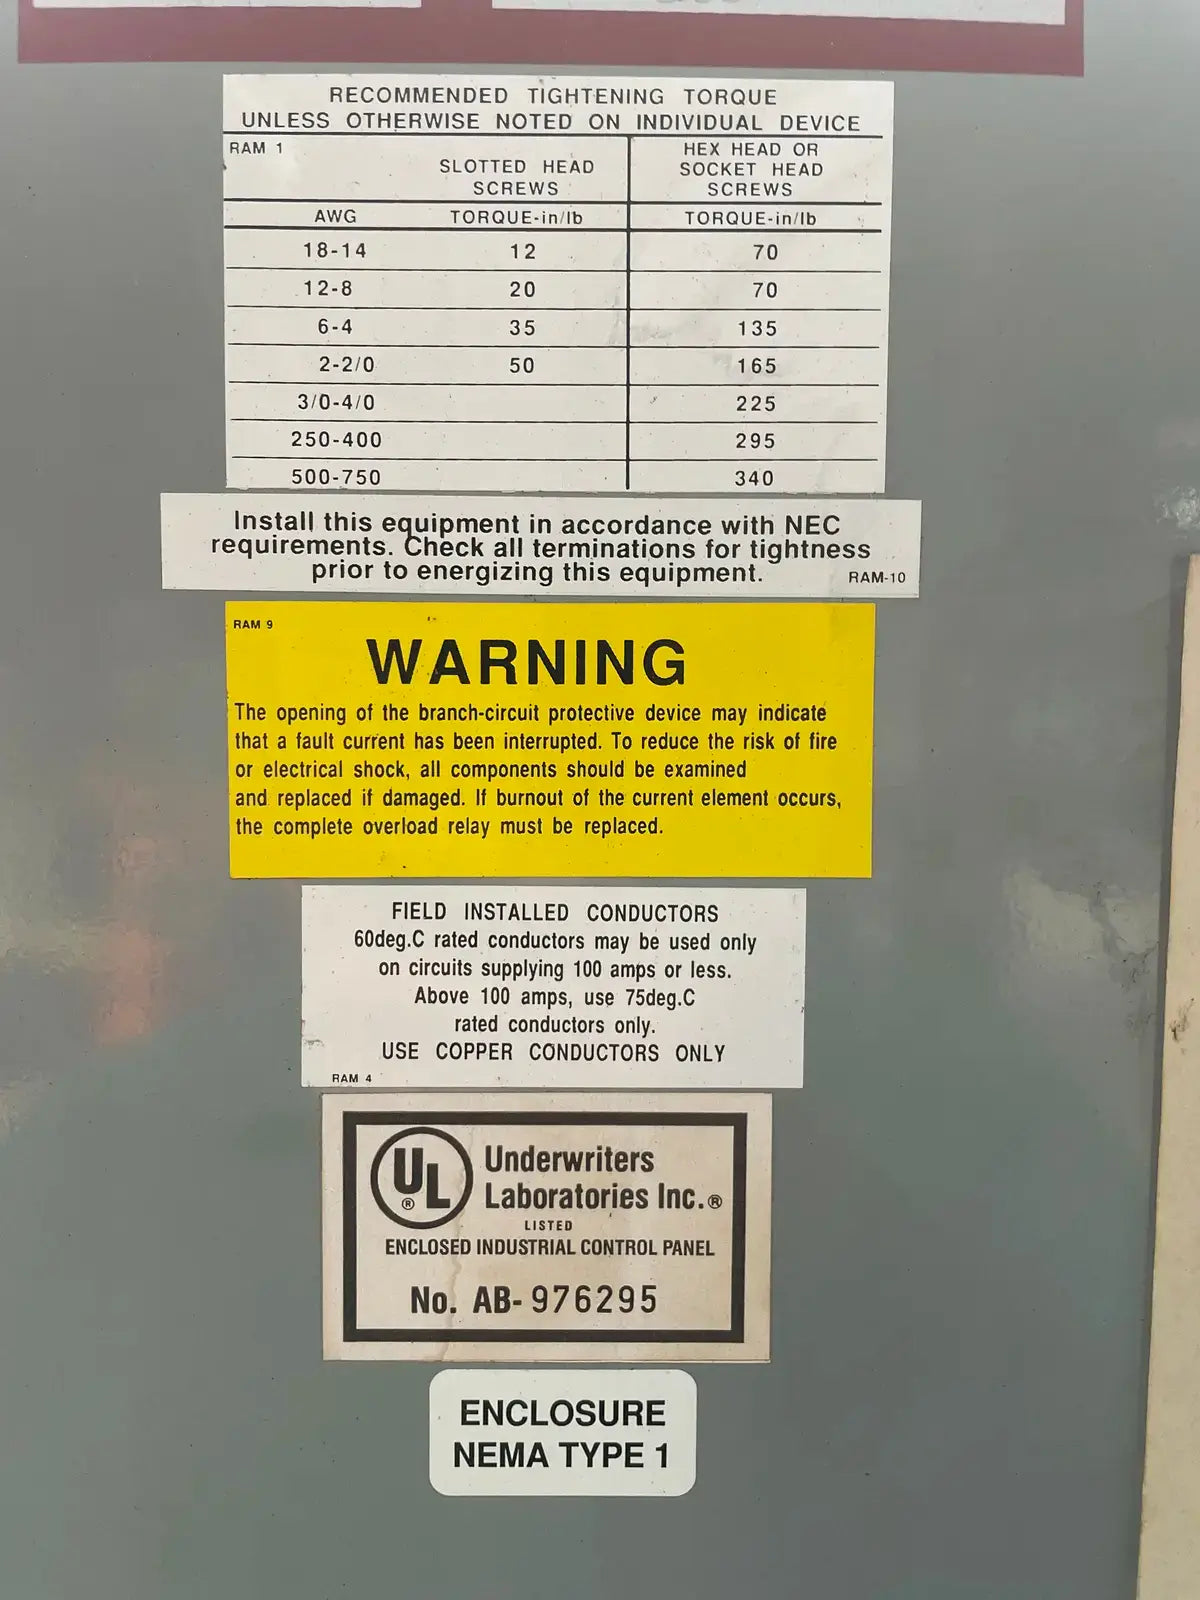 RECOMMENDED TIGHTENING TORQUE
UNLESS OTHERWISE NOTED ON INDIVIDUAL DEVICE
RAM 1
SLOTTED HEAD
SCREWS
HEX HEAD OR
SOCKET HEAD
SCREWS
AWG TORQUE-in/lb TORQUE-in/lb
18-14 12 70
12-8 20 70
6-4 35 135
2-2/0 50 165
3/0-4/0 225
250-400 295
500-750 340
Install this equipment in accordance with NEC
requirements. Check all terminations for tightness
prior to energizing this equipment. RAM-10
RAM 9
WARNING
The opening of the branch-circuit protective device may indicate
that a fault current has been interrupted. To reduce the risk of fire
or electrical shock, all components should be examined
and replaced if damaged. If burnout of the current element occurs,
the complete overload relay must be replaced.
FIELD INSTALLED CONDUCTORS
60deg.C rated conductors may be used only
on circuits supplying 100 amps or less.
Above 100 amps, use 75deg.C
rated conductors only.
USE COPPER CONDUCTORS ONLY
RAM 4
UL ®
Underwriters
Laboratories Inc.®
LISTED
ENCLOSED INDUSTRIAL CONTROL PANEL
No. AB-976295
ENCLOSURE
NEMA TYPE 1